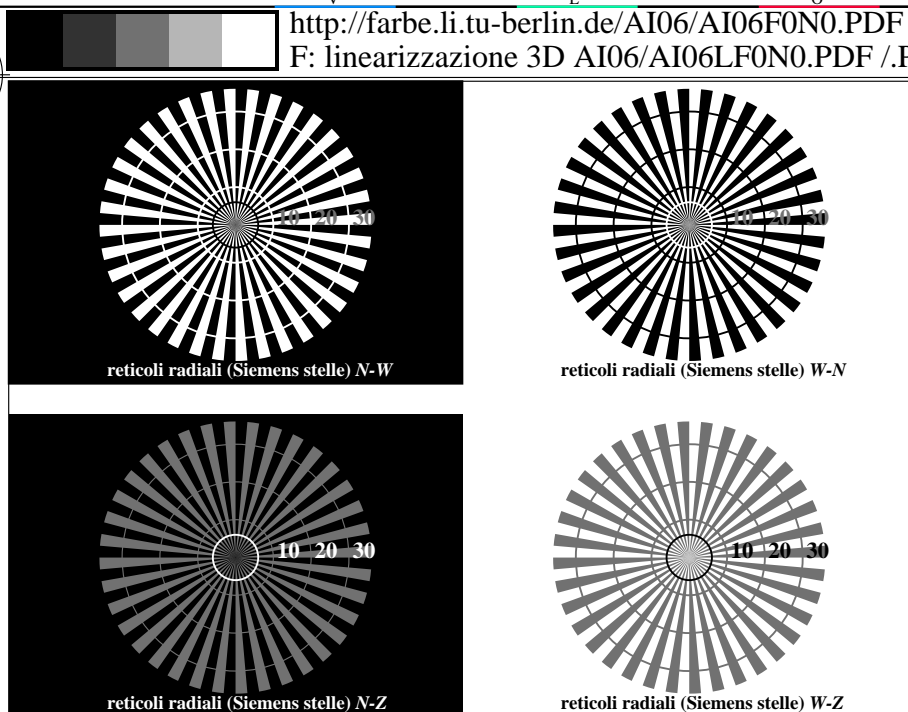 http://farbe.li.tu-berlin.de/AI06/AI06F0N0.PDF
F: linearizzazione 3D AI06/AI06LF0N0.PDF /.P
10 20 30
reticoli radiali (Siemens stelle) N-W
10 20 30
reticoli radiali (Siemens stelle) W-N
10 20 30
reticoli radiali (Siemens stelle) N-Z
10 20 30
reticoli radiali (Siemens stelle) W-Z